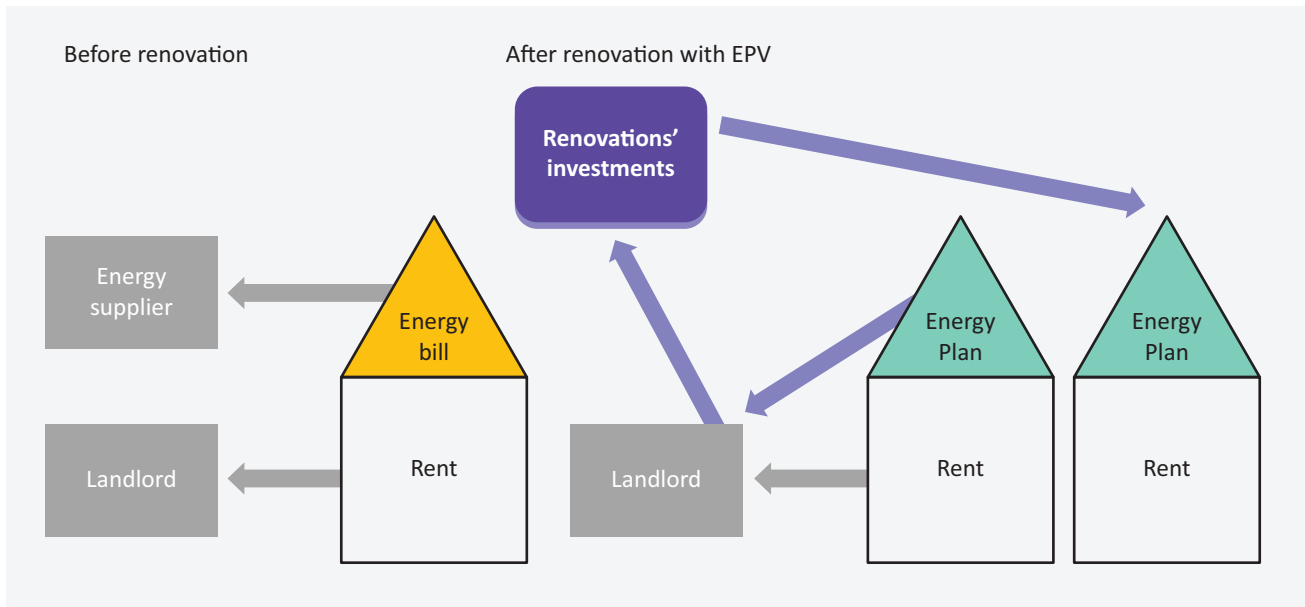 Before renovation
After renovation with EPV
Renovations’
investments
Energy
supplier
Energy
bill
Energy
Plan
Energy
Plan
Landlord
Rent
Landlord
Rent
Rent